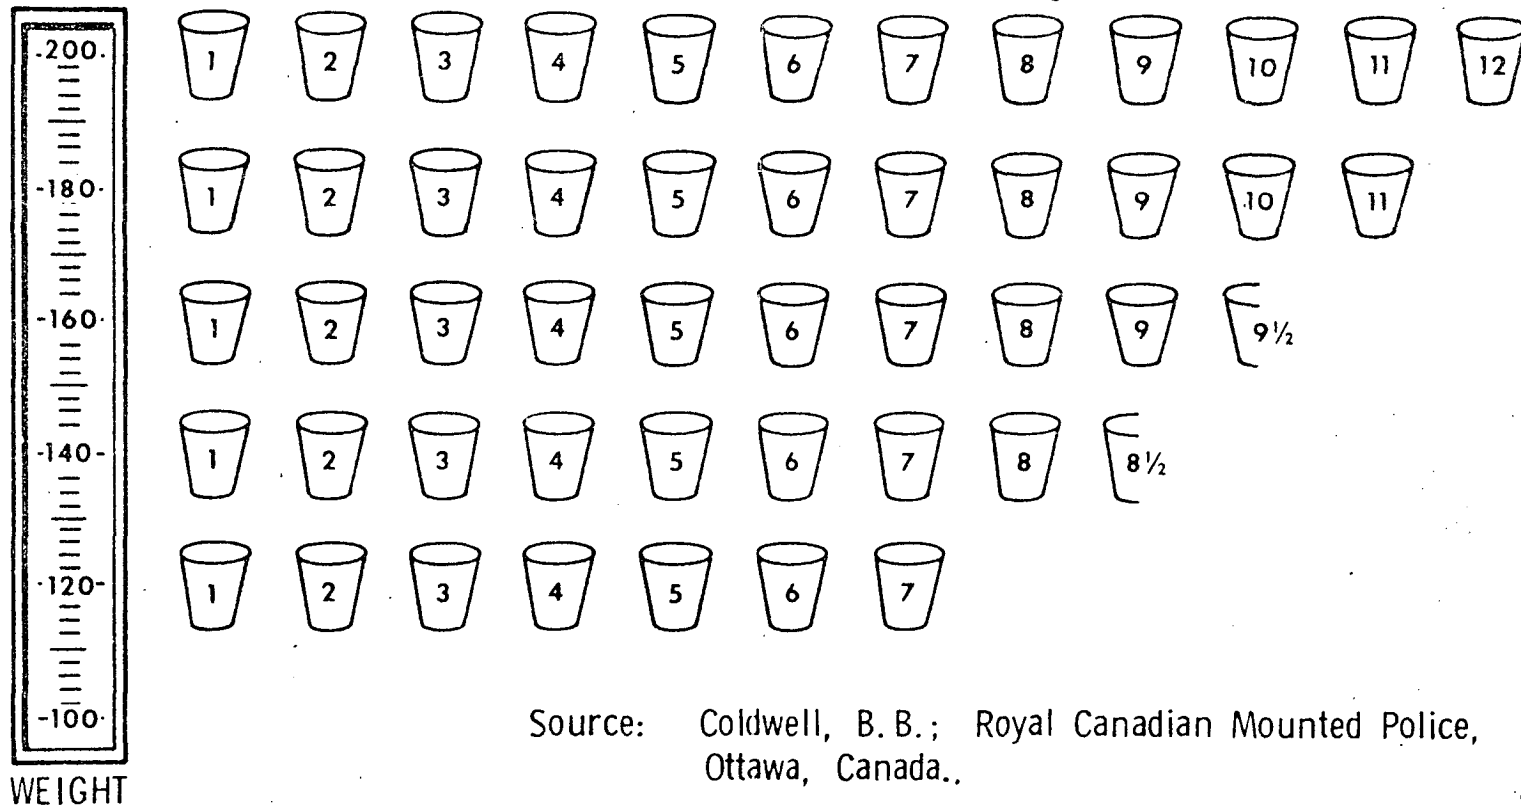 .200. 1 2 3 4 5 6 7 8 9 10 11 12
-180. 1 2 3 4 5 6 7 8 9 .10 11
-160. 1 2 3 4 5 6 7 8 9 9½
-140- 1 2 3 4 5 6 7 8 8½
.120- 1 2 3 4 5 6 7
-100.
Source: Coldwell, B. B.; Royal Canadian Mounted Police,
Ottawa, Canada..
WEIGHT